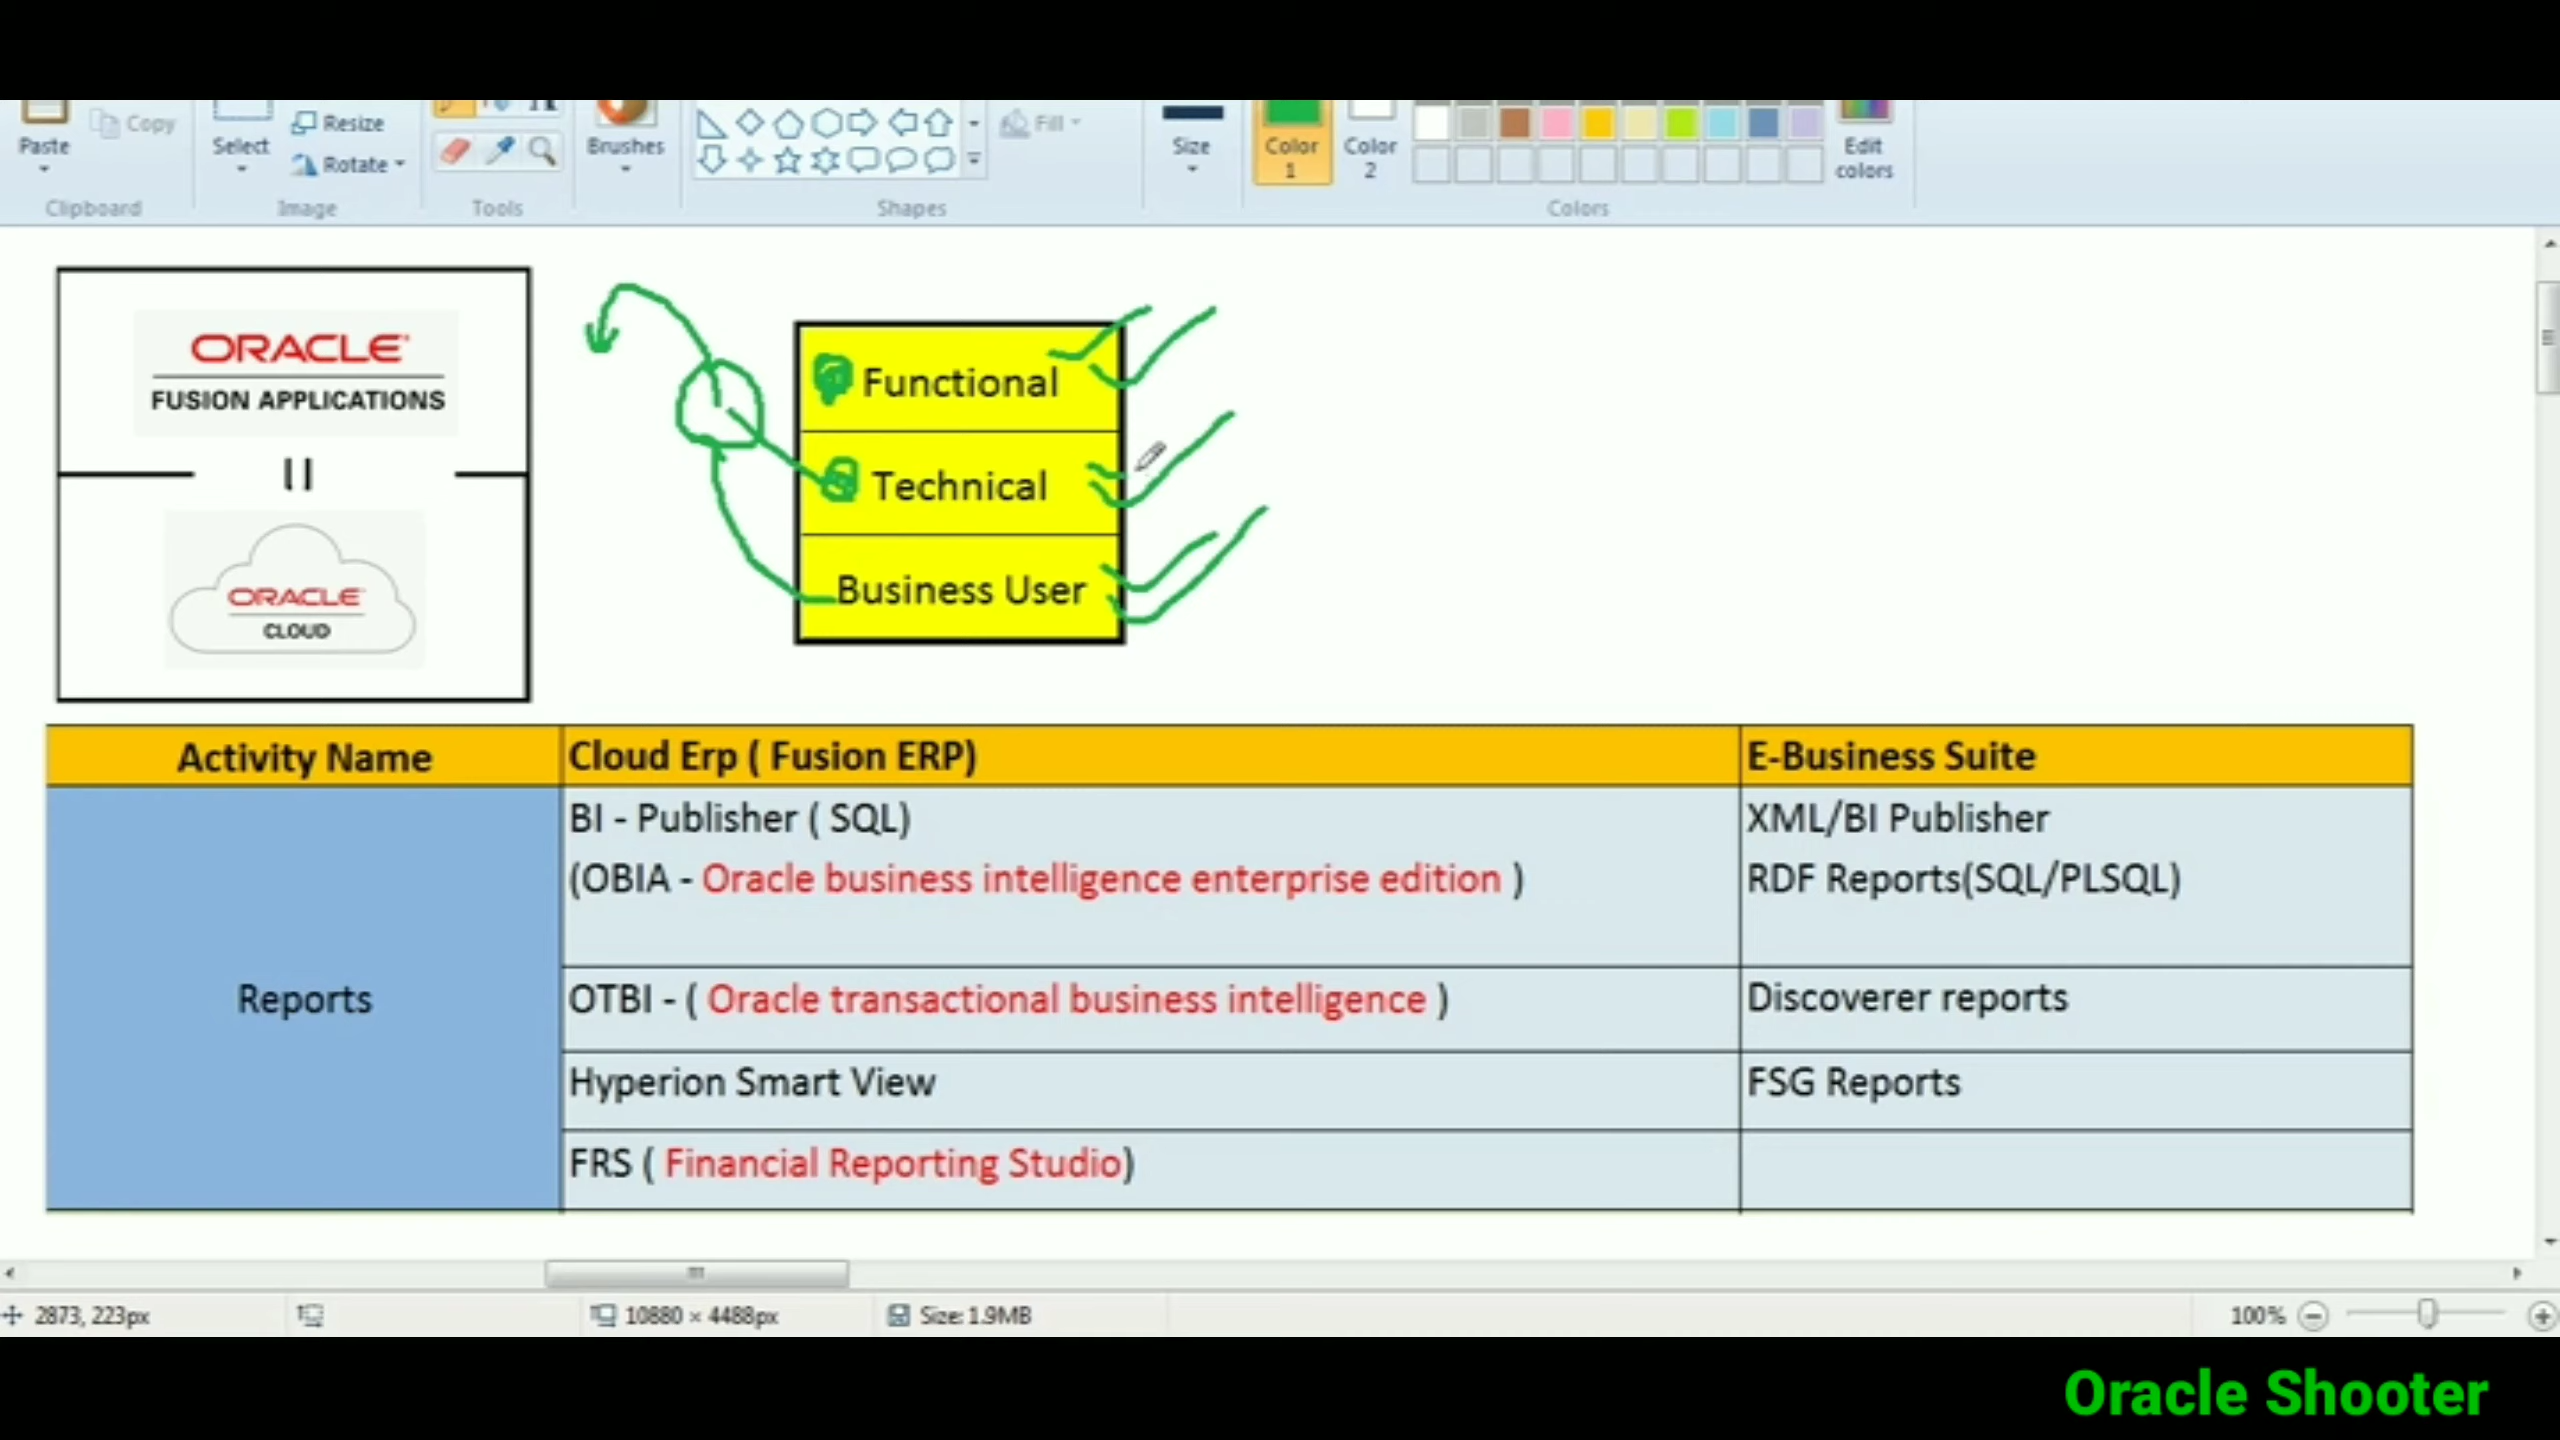 Paste
Copy
Clipboard
Select
Resize
Rotate
Image
Tools
Brushes
Fill
Shapes
Size
Color 1
Color 2
Edit colors
Colors
ORACLE
FUSION APPLICATIONS
ORACLE
CLOUD
Functional
Technical
Business User
Activity Name
Cloud Erp ( Fusion ERP)
E-Business Suite
Reports
BI - Publisher ( SQL)
(OBIA - Oracle business intelligence enterprise edition )
XML/BI Publisher
RDF Reports(SQL/PLSQL)
OTBI - ( Oracle transactional business intelligence )
Discoverer reports
Hyperion Smart View
FSG Reports
FRS ( Financial Reporting Studio)
2873, 223px
10880 × 4488px
Size: 1.9MB
100%
Oracle Shooter